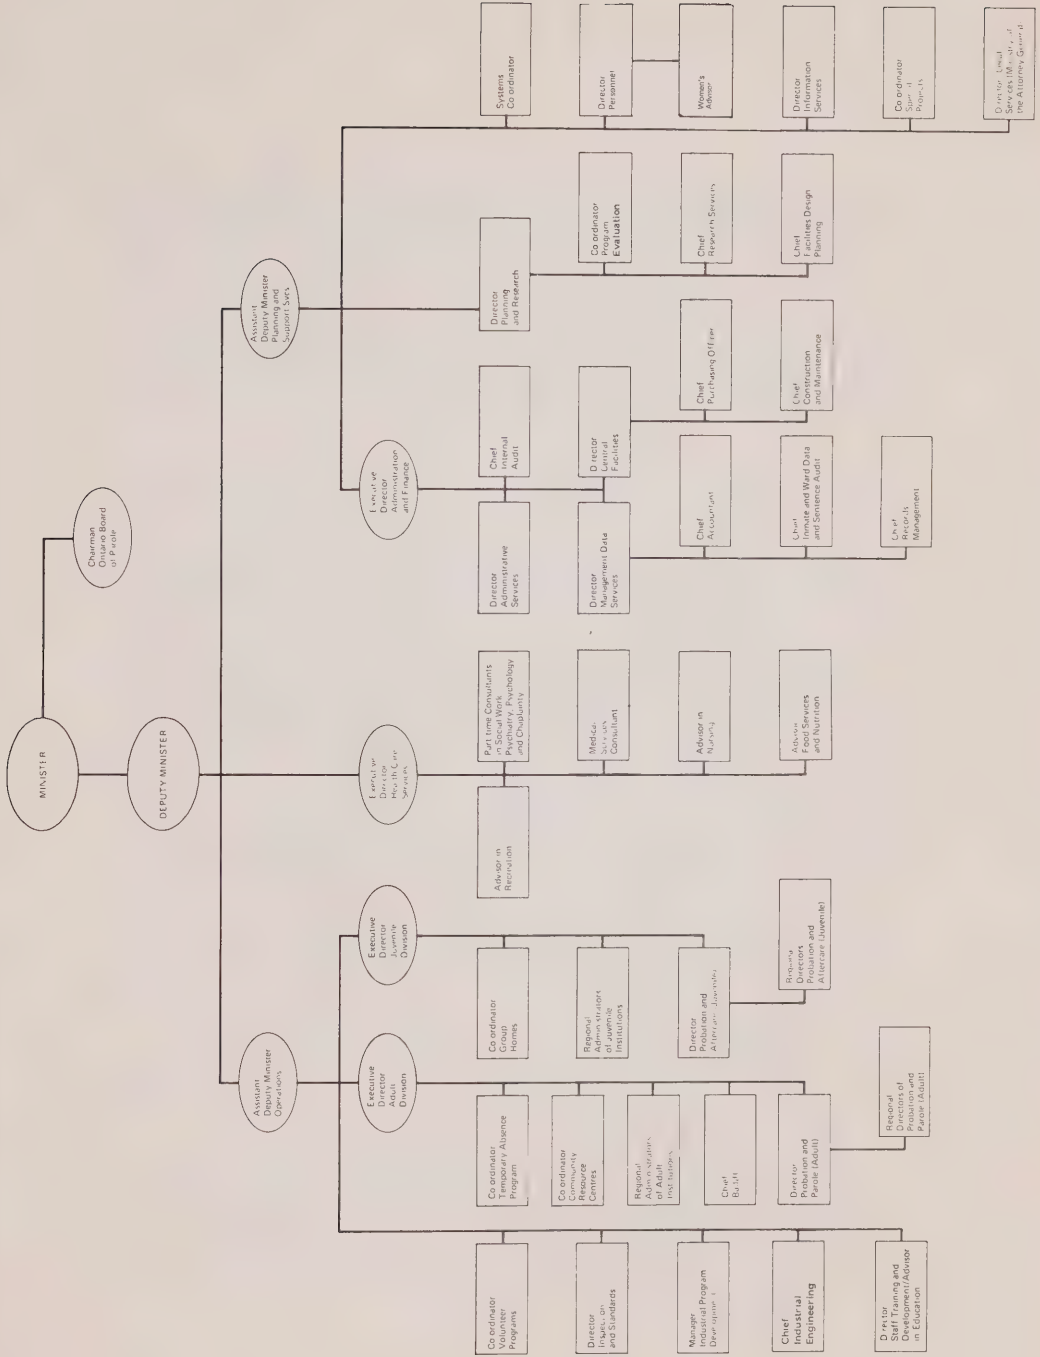 MINISTER
Chairman
Ontario Board
of Parole
DEPUTY MINISTER
Assistant
Deputy Minister
Operations
Assistant
Deputy Minister
Planning and
Support Svcs
Executive
Director
Adult
Division
Executive
Director
Juvenile
Division
Executive
Director
Health Care
Services
Executive
Director
Administration
and Finance
Co ordinator
Volunteer
Programs
Director
Inspection
and Standards
Manager
Industrial Program
Development
Chief
Industrial
Engineering
Director
Staff Training and
Development/Advisor
in Education
Co ordinator
Temporary Absence
Program
Co ordinator
Community
Resource
Centres
Regional
Administrators
of Adult
Institutions
Chief
Bailiff
Director
Probation and
Parole (Adult)
Regional
Directors of
Probation and
Parole (Adult)
Co ordinator
Group
Homes
Regional
Administrators
of Juvenile
Institutions
Director
Probation and
Aftercare (Juvenile)
Regional
Directors
Probation and
Aftercare (Juvenile)
Advisor in
Recreation
Part time Consultants
in Social Work
Psychiatry, Psychology
and Chaplaincy
Medical
Services
Consultant
Advisor in
Nursing
Advisor
Food Services
and Nutrition
Director
Administrative
Services
Chief
Internal
Audit
Director
Management Data
Services
Director
Central
Facilities
Chief
Accountant
Chief
Inmate and Ward Data
and Sentence Audit
Chief
Records
Management
Chief
Purchasing Officer
Chief
Construction
and Maintenance
Director
Planning
and Research
Co ordinator
Program
Evaluation
Chief
Research Services
Chief
Facilities Design
Planning
Systems
Co ordinator
Director
Personnel
Women's
Advisor
Director
Information
Services
Co ordinator
Special
Projects
Director Legal
Services (Ministry of
the Attorney General)